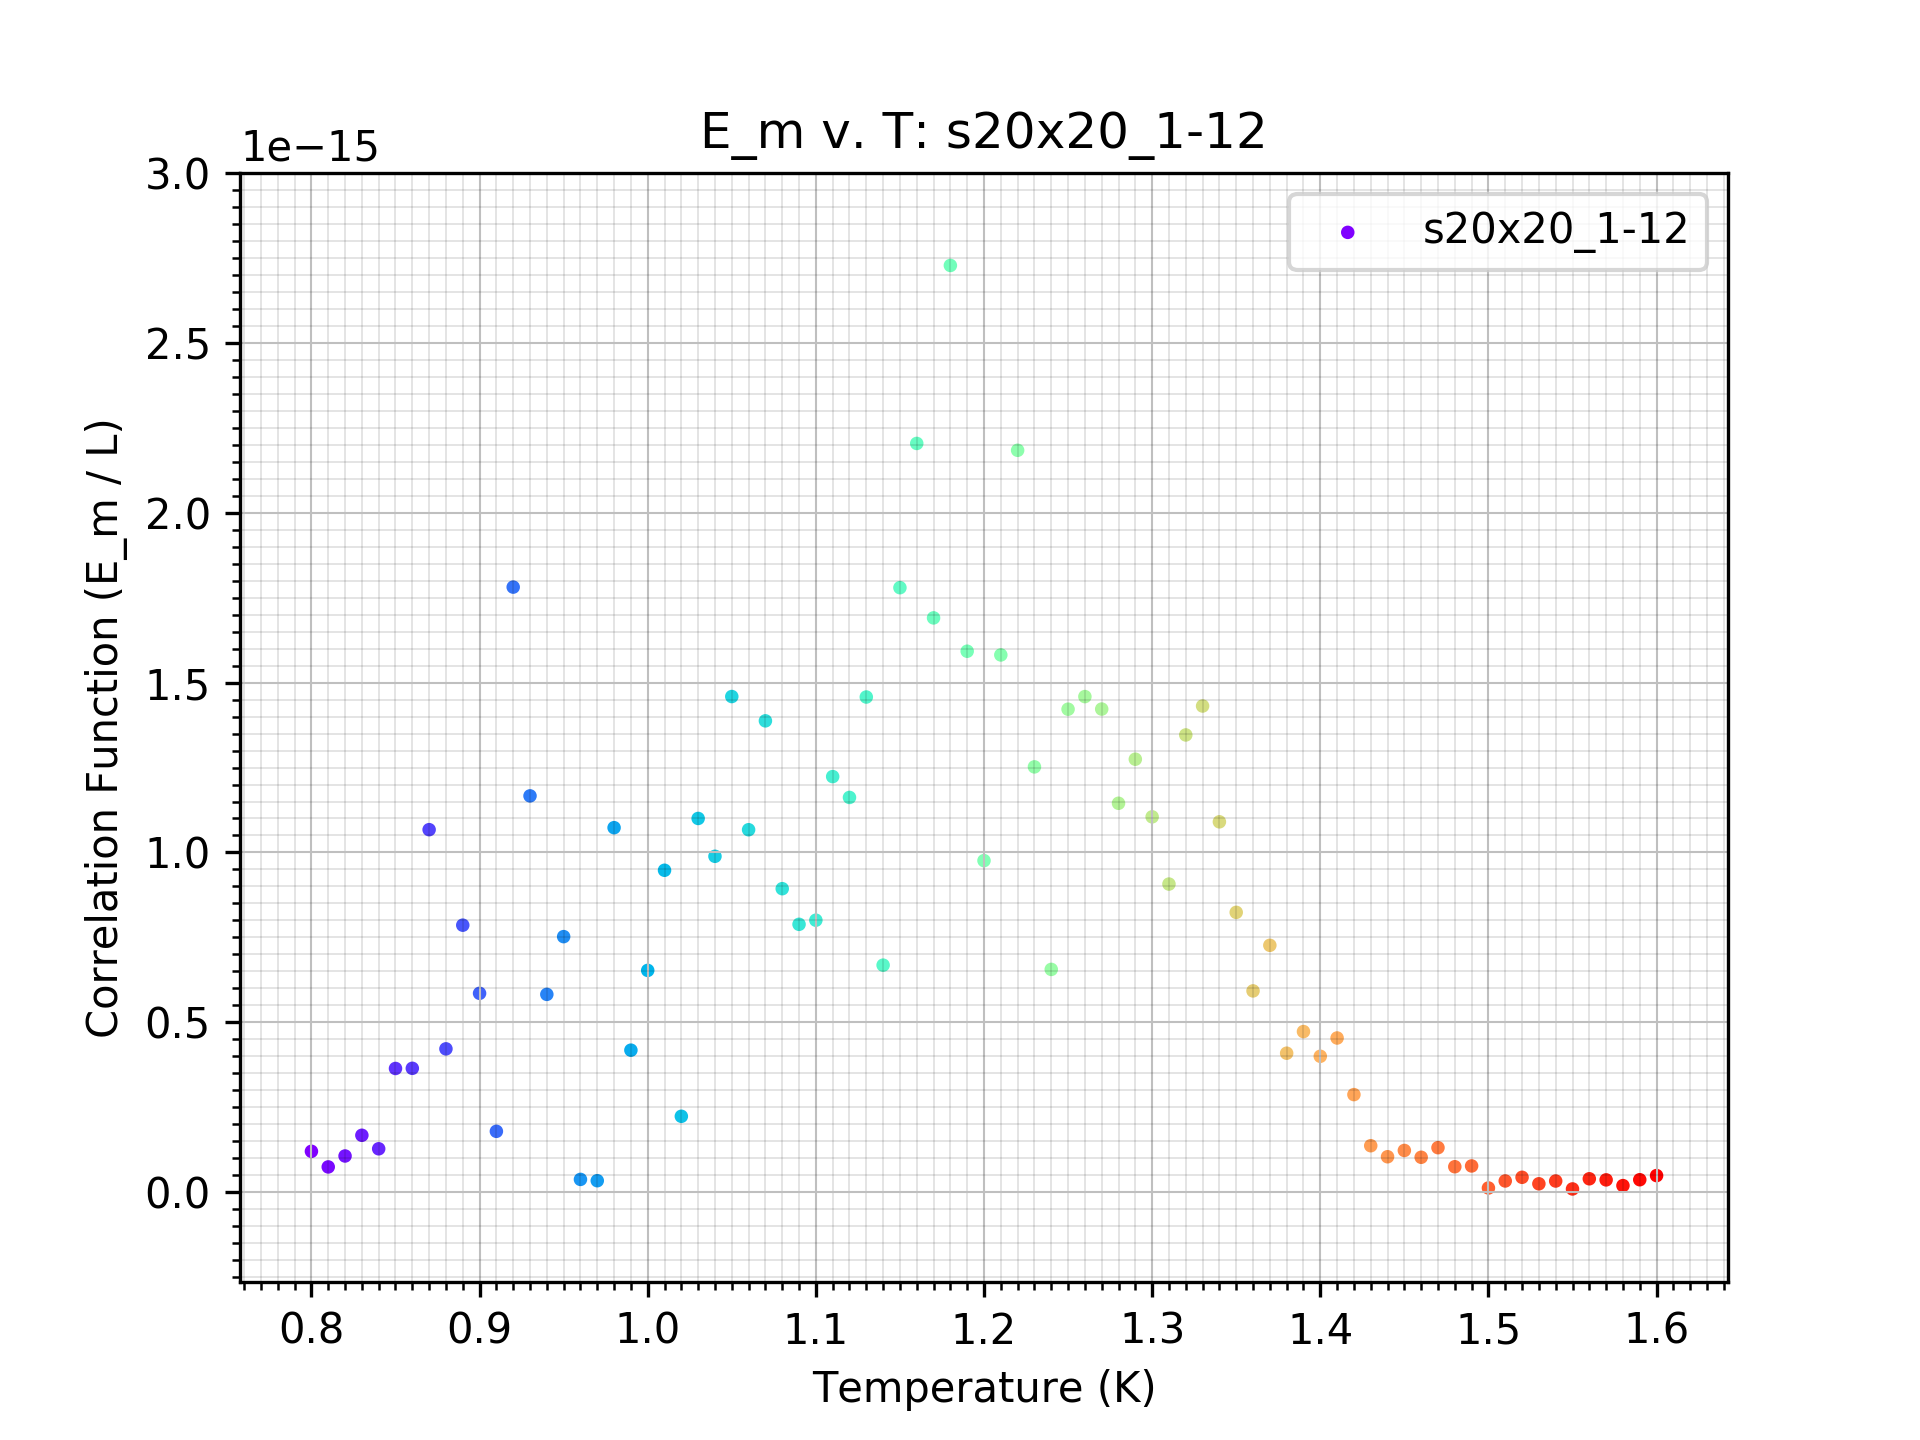 E_m v. T: s20x20_1-12
1e−15
s20x20_1-12
3.0
2.5
2.0
1.5
1.0
0.5
0.0
Correlation Function (E_m / L)
0.8 0.9 1.0 1.1 1.2 1.3 1.4 1.5 1.6
Temperature (K)